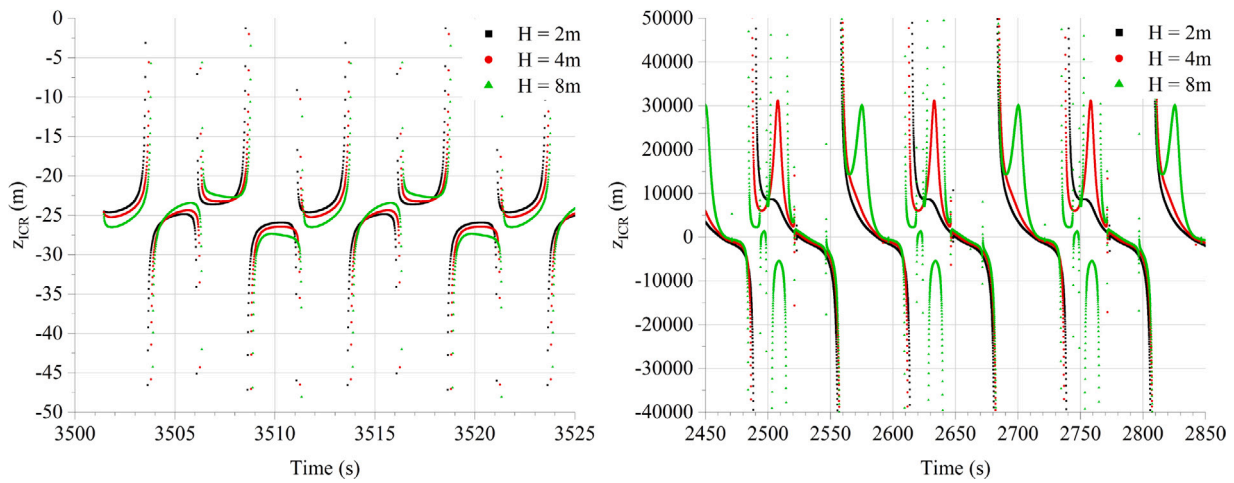 0
-5
-10
-15
-20
-25
-30
-35
-40
-45
-50
z_ICR (m)
3500 3505 3510 3515 3520 3525
Time (s)
H = 2m
H = 4m
H = 8m
50000
40000
30000
20000
10000
0
-10000
-20000
-30000
-40000
z_ICR (m)
2450 2500 2550 2600 2650 2700 2750 2800 2850
Time (s)
H = 2m
H = 4m
H = 8m